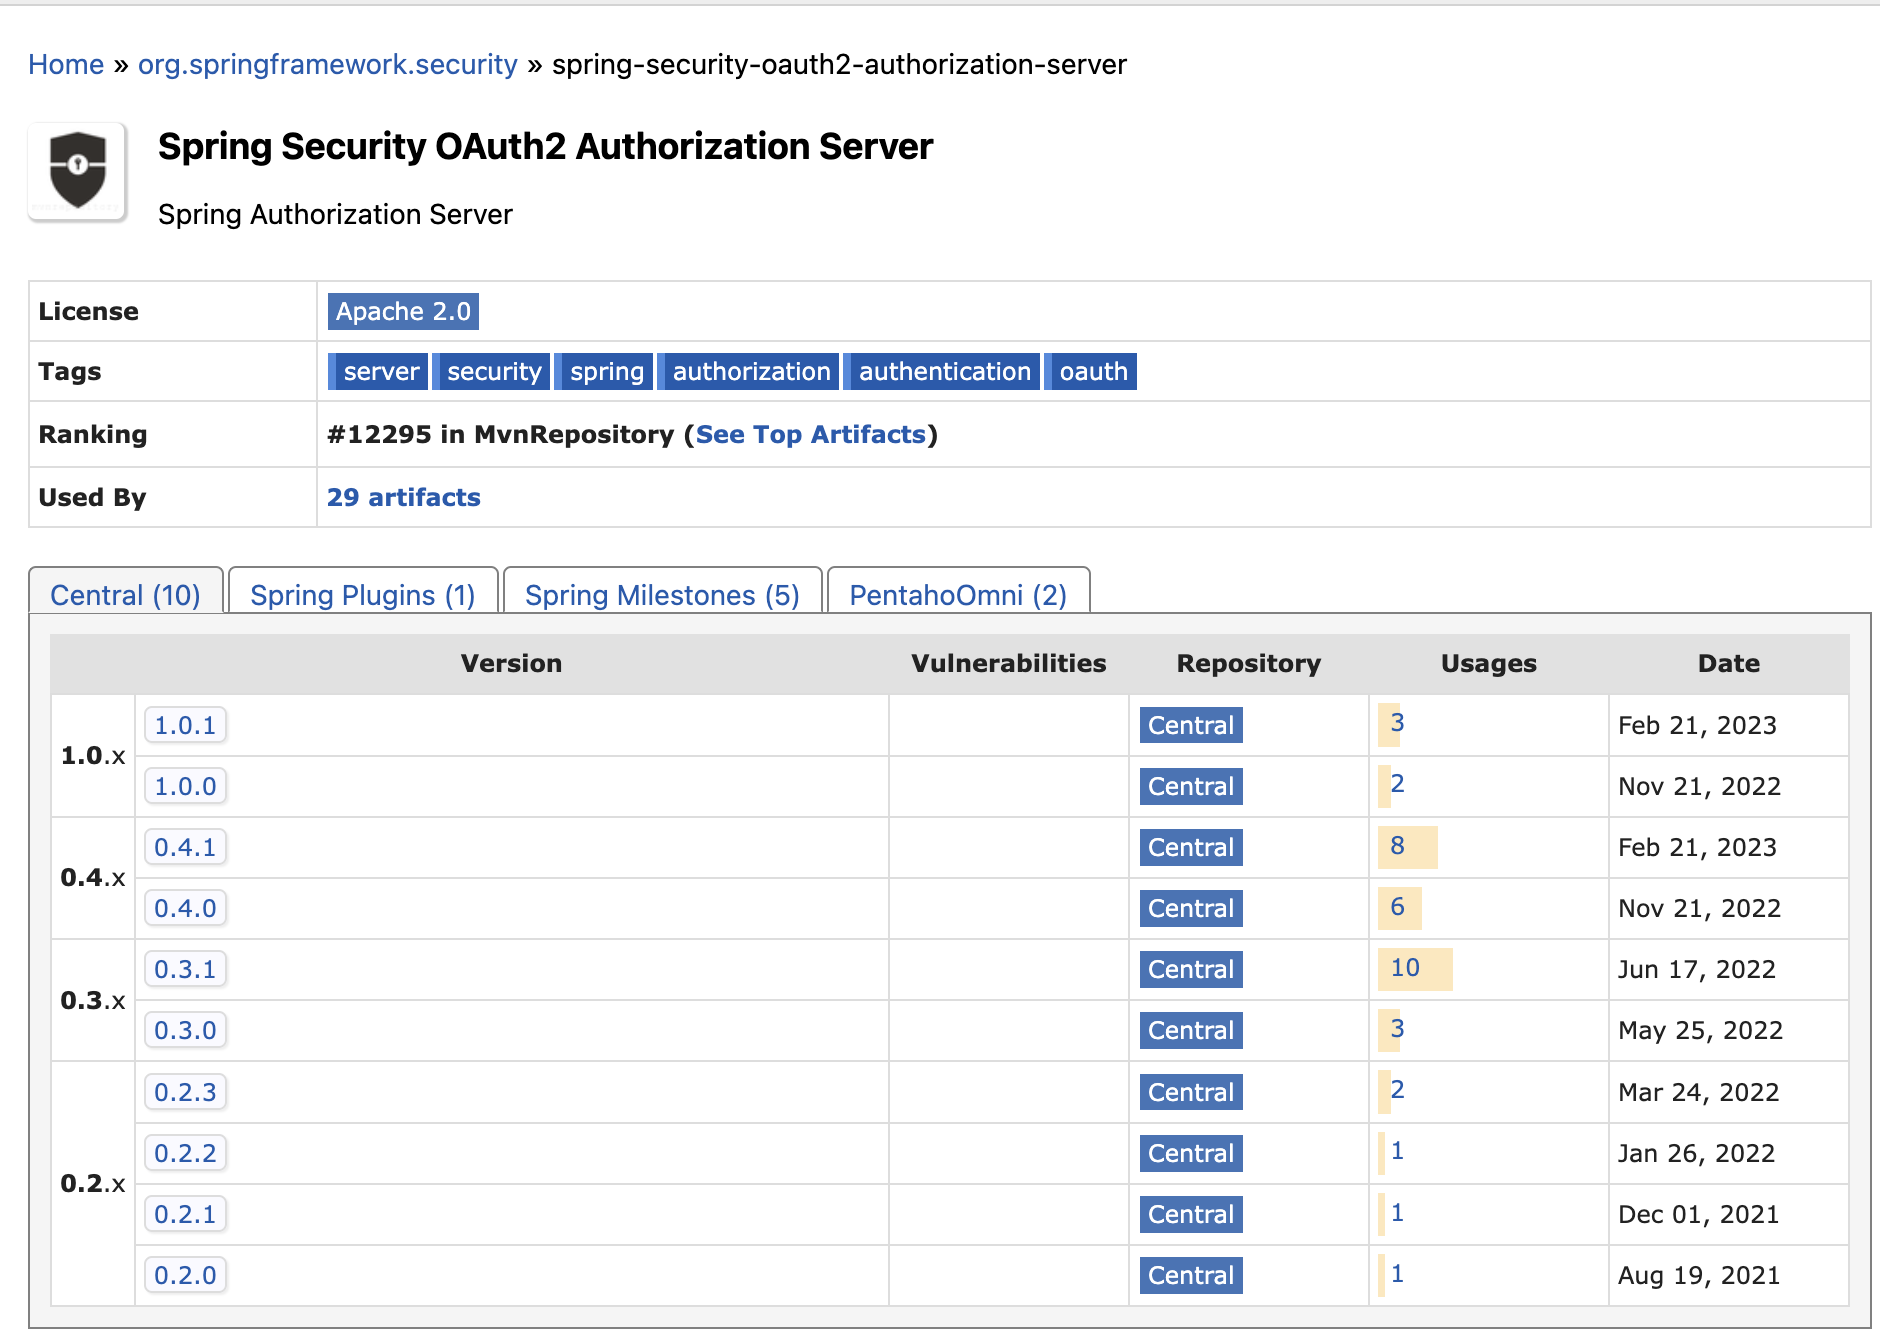 Home » org.springframework.security » spring-security-oauth2-authorization-server
Spring Security OAuth2 Authorization Server
Spring Authorization Server
License Apache 2.0
Tags server security spring authorization authentication oauth
Ranking #12295 in MvnRepository (See Top Artifacts)
Used By 29 artifacts
Central (10) Spring Plugins (1) Spring Milestones (5) PentahoOmni (2)
Version Vulnerabilities Repository Usages Date
1.0.x
1.0.1 Central 3 Feb 21, 2023
1.0.0 Central 2 Nov 21, 2022
0.4.x
0.4.1 Central 8 Feb 21, 2023
0.4.0 Central 6 Nov 21, 2022
0.3.x
0.3.1 Central 10 Jun 17, 2022
0.3.0 Central 3 May 25, 2022
0.2.x
0.2.3 Central 2 Mar 24, 2022
0.2.2 Central 1 Jan 26, 2022
0.2.1 Central 1 Dec 01, 2021
0.2.0 Central 1 Aug 19, 2021